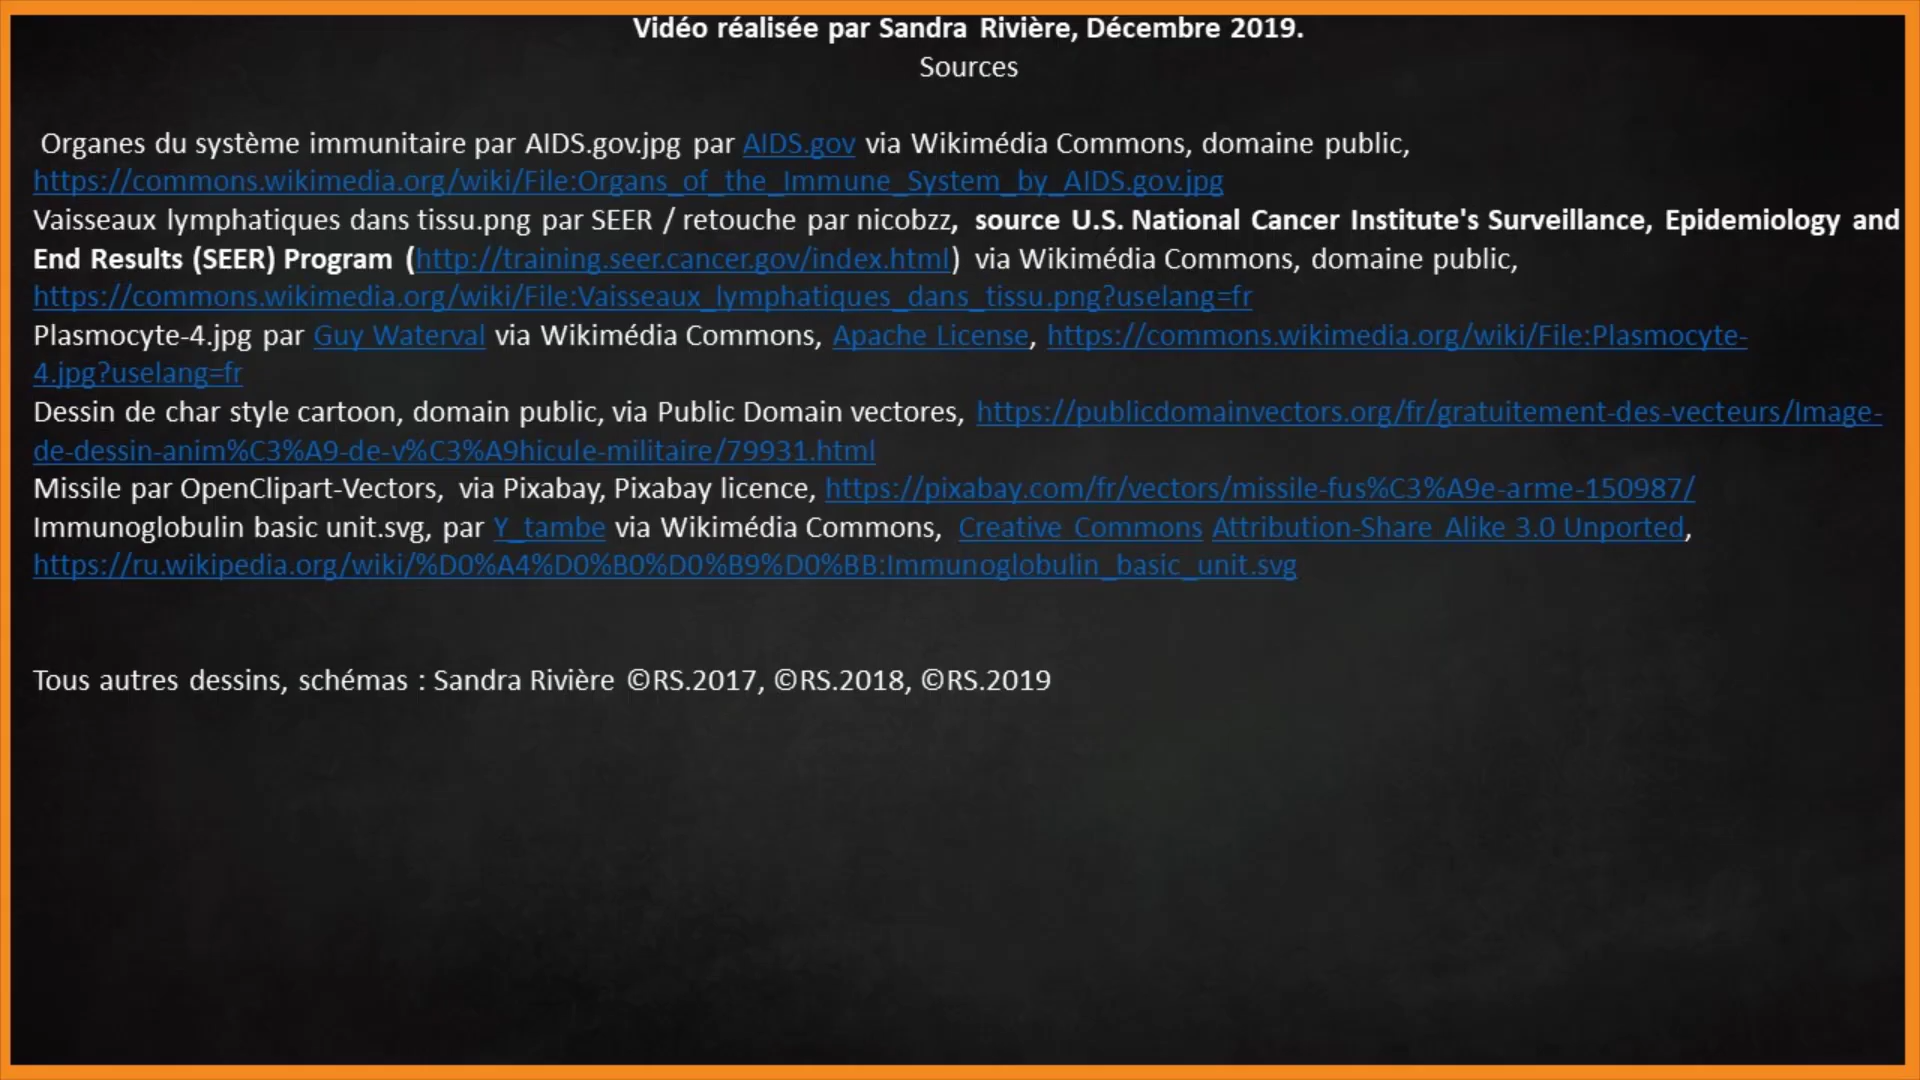 Vidéo réalisée par Sandra Rivière, Décembre 2019.
Sources
Organes du système immunitaire par AIDS.gov.jpg par AIDS.gov via Wikimédia Commons, domaine public,
https://commons.wikimedia.org/wiki/File:Organs_of_the_Immune_System_by_AIDS.gov.jpg
Vaisseaux lymphatiques dans tissu.png par SEER / retouche par nicobzz, source U.S. National Cancer Institute's Surveillance, Epidemiology and
End Results (SEER) Program (http://training.seer.cancer.gov/index.html) via Wikimédia Commons, domaine public,
https://commons.wikimedia.org/wiki/File:Vaisseaux_lymphatiques_dans_tissu.png?uselang=fr
Plasmocyte-4.jpg par Guy Waterval via Wikimédia Commons, Apache License, https://commons.wikimedia.org/wiki/File:Plasmocyte-
4.jpg?uselang=fr
Dessin de char style cartoon, domain public, via Public Domain vectores, https://publicdomainvectors.org/fr/gratuitement-des-vecteurs/Image-
de-dessin-anim%C3%A9-de-v%C3%A9hicule-militaire/79931.html
Missile par OpenClipart-Vectors, via Pixabay, Pixabay licence, https://pixabay.com/fr/vectors/missile-fus%C3%A9e-arme-150987/
Immunoglobulin basic unit.svg, par Y_tambe via Wikimédia Commons, Creative Commons Attribution-Share Alike 3.0 Unported,
https://ru.wikipedia.org/wiki/%D0%A4%D0%B0%D0%B9%D0%BB:Immunoglobulin_basic_unit.svg
Tous autres dessins, schémas : Sandra Rivière ©RS.2017, ©RS.2018, ©RS.2019